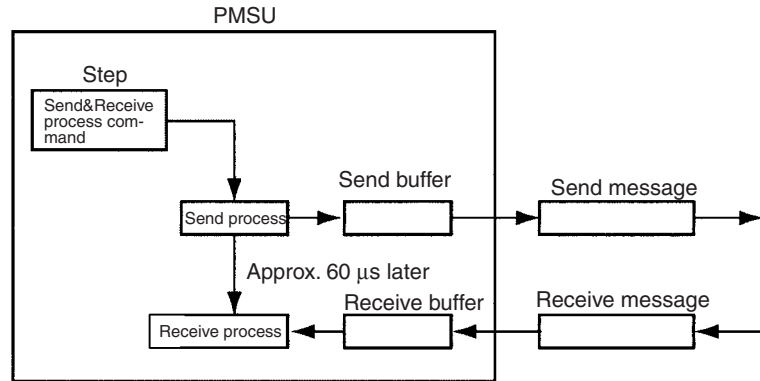 PMSU
Step
Send&Receive
process com-
mand
Send buffer
Send message
Send process
Approx. 60 μs later
Receive buffer
Receive message
Receive process